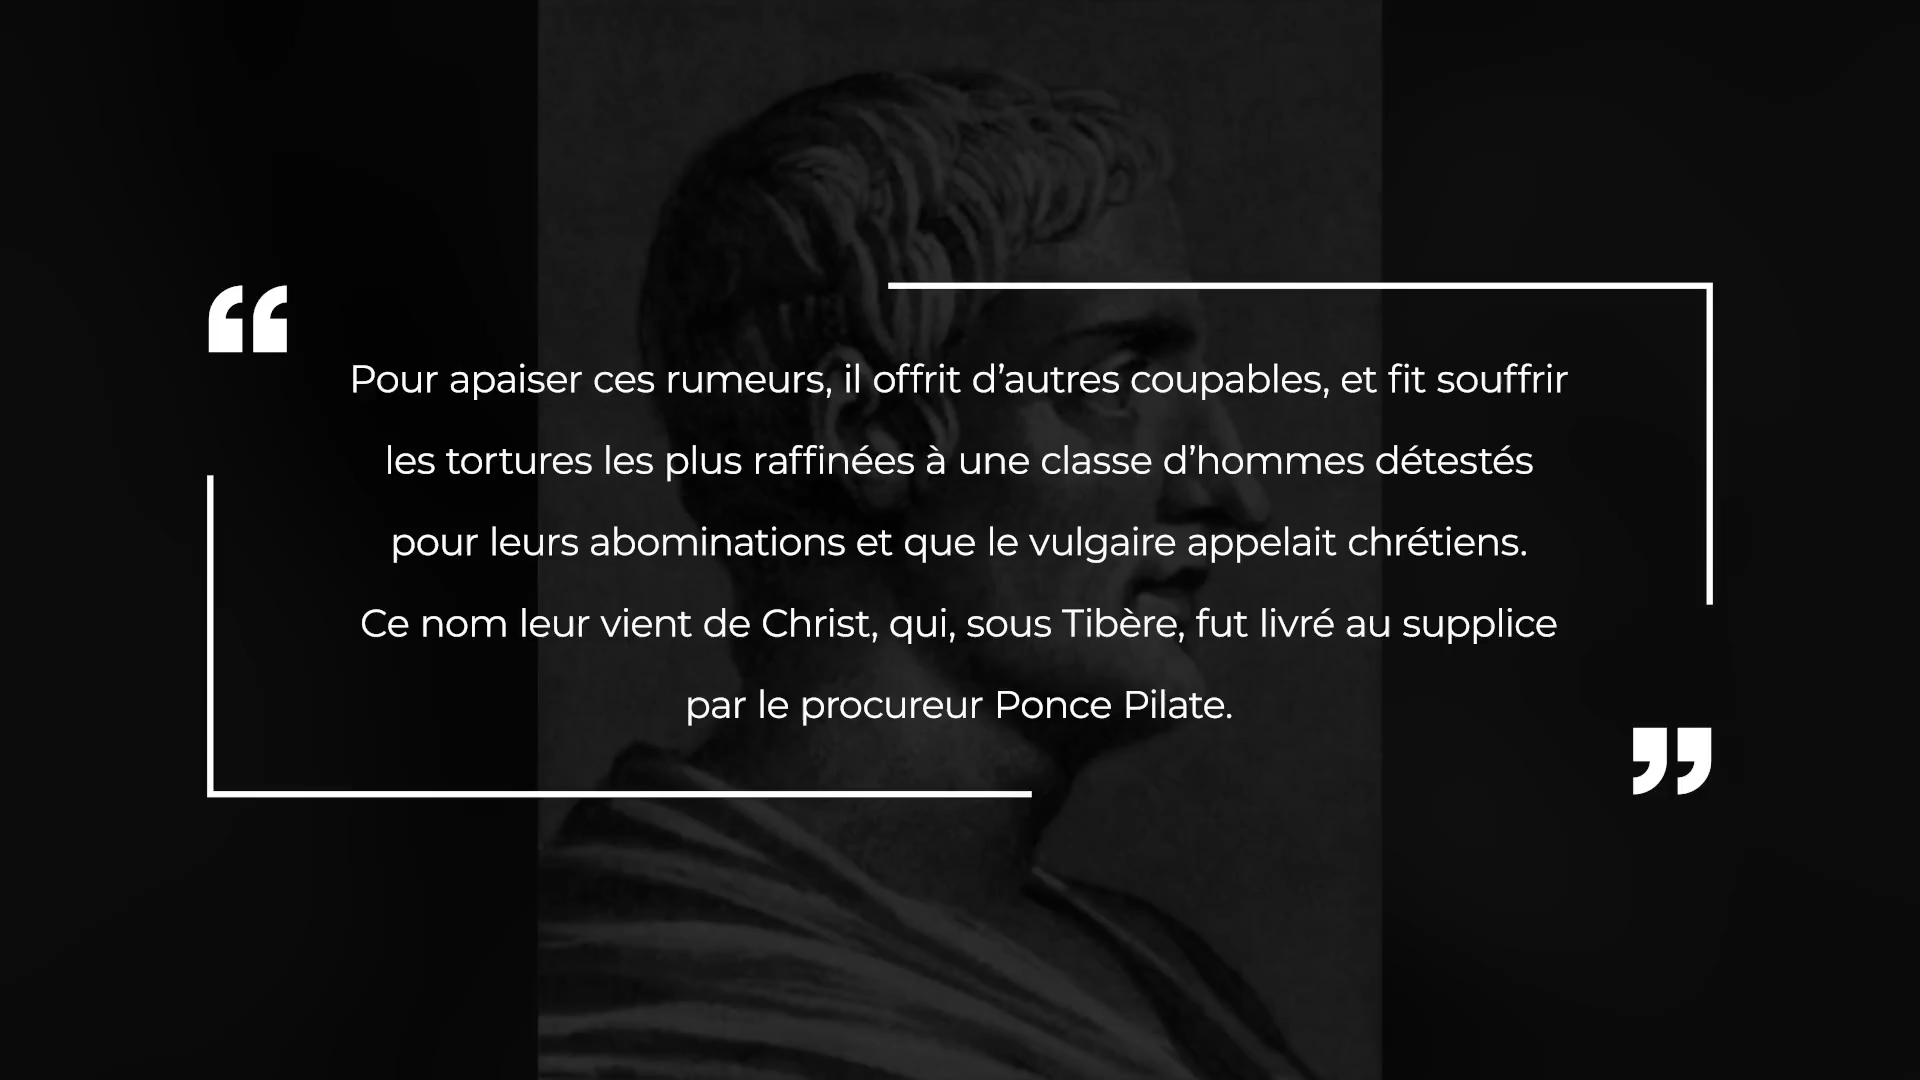 “
Pour apaiser ces rumeurs, il offrit d’autres coupables, et fit souffrir
les tortures les plus raffinées à une classe d’hommes détestés
pour leurs abominations et que le vulgaire appelait chrétiens.
Ce nom leur vient de Christ, qui, sous Tibère, fut livré au supplice
par le procureur Ponce Pilate.
”